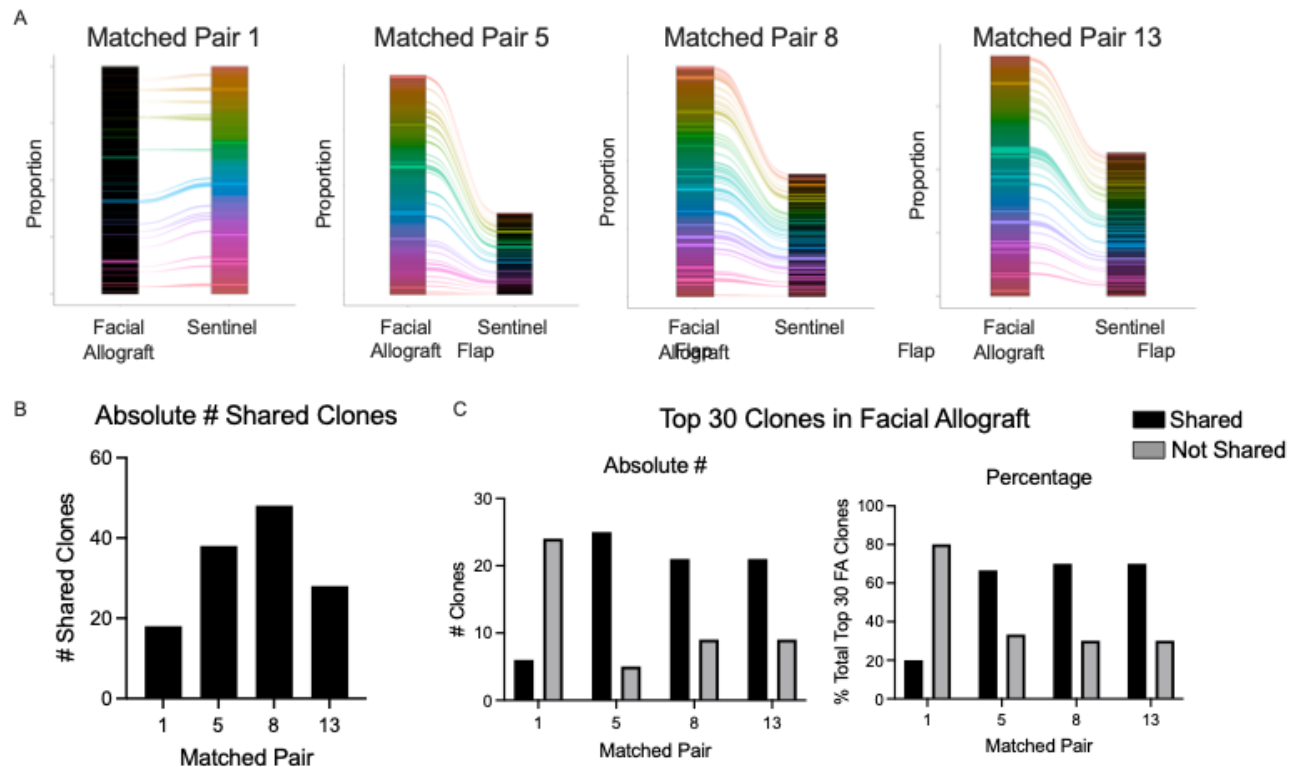 A
Matched Pair 1
Matched Pair 5
Matched Pair 8
Matched Pair 13
Proportion
Proportion
Proportion
Proportion
Facial
Allograft
Sentinel
Facial
Allograft
Sentinel
Flap
Facial
Allograft
Flap
Sentinel
Flap
Facial
Allograft
Sentinel
Flap
B
Absolute # Shared Clones
# Shared Clones
60
40
20
0
1
5
8
13
Matched Pair
C
Top 30 Clones in Facial Allograft
Shared
Not Shared
Absolute #
# Clones
30
20
10
0
1
5
8
13
Matched Pair
Percentage
% Total Top 30 FA Clones
100
80
60
40
20
0
1
5
8
13
Matched Pair